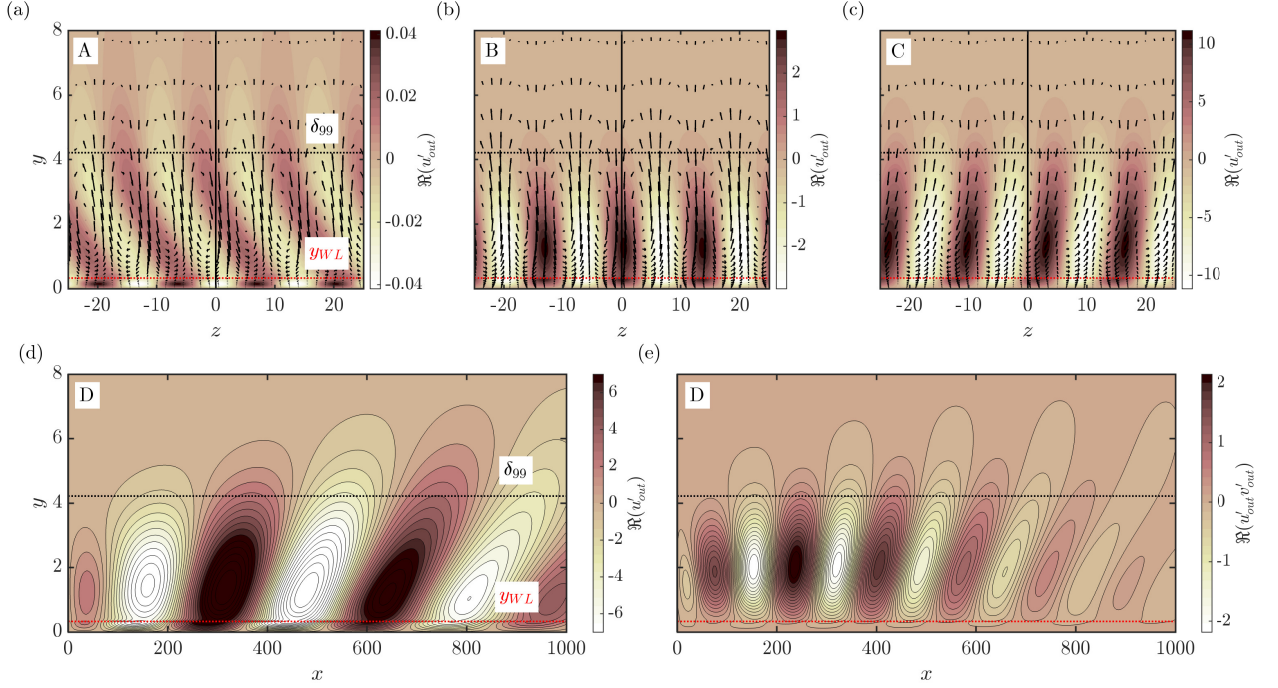 (a)
(b)
(c)
A
B
C
8
6
4
2
0
y
δ99
yWL
-20 -10 0 10 20
z
0.04
0.02
0
-0.02
-0.04
ℜ(u′out)
-20 -10 0 10 20
z
2
1
0
-1
-2
ℜ(u′out)
-20 -10 0 10 20
z
10
5
0
-5
-10
ℜ(u′out)
(d)
(e)
D
8
6
4
2
0
y
δ99
yWL
0 200 400 600 800 1000
x
6
4
2
0
-2
-4
-6
ℜ(u′out)
D
0 200 400 600 800 1000
x
2
1
0
-1
-2
ℜ(u′out v′)